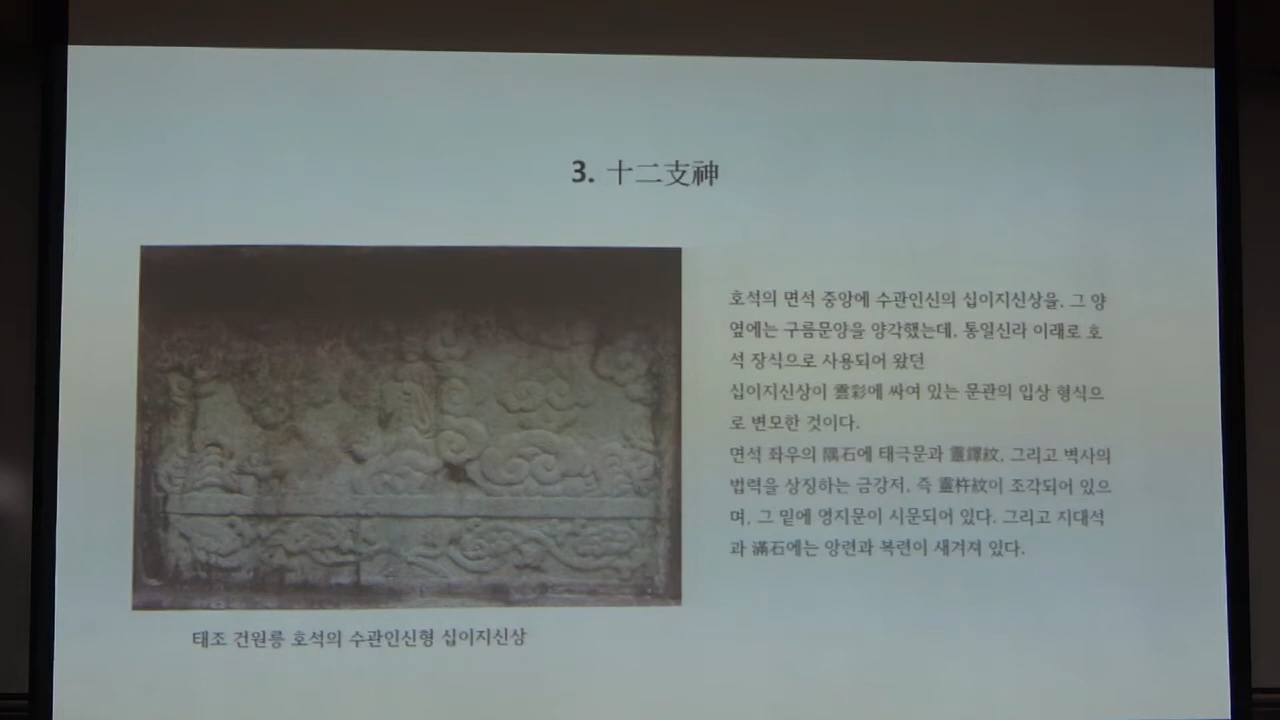 3. 十二支神
호석의 면석 중앙에 수관인신의 십이지신상을, 그 양
옆에는 구름문양을 양각했는데, 통일신라 이래로 호
석 장식으로 사용되어 왔던
십이지신상이 雲彩에 싸여 있는 문관의 입상 형식으
로 변모한 것이다.
면석 좌우의 隅石에 태극문과 靈鐸紋, 그리고 벽사의
법력을 상징하는 금강저, 즉 靈杵紋이 조각되어 있으
며, 그 밑에 영지문이 시문되어 있다. 그리고 지대석
과 滿石에는 앙련과 복련이 새겨져 있다.
태조 건원릉 호석의 수관인신형 십이지신상